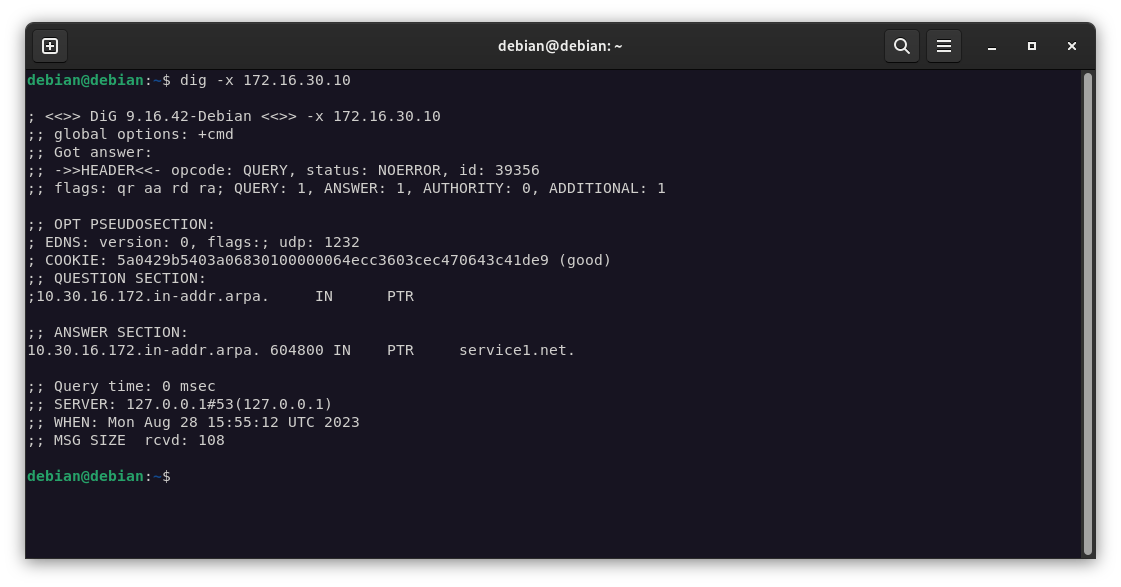 debian@debian: ~
debian@debian:~$ dig -x 172.16.30.10
; <<>> DiG 9.16.42-Debian <<>> -x 172.16.30.10
;; global options: +cmd
;; Got answer:
;; ->>HEADER<<- opcode: QUERY, status: NOERROR, id: 39356
;; flags: qr aa rd ra; QUERY: 1, ANSWER: 1, AUTHORITY: 0, ADDITIONAL: 1
;; OPT PSEUDOSECTION:
; EDNS: version: 0, flags:; udp: 1232
; COOKIE: 5a0429b5403a06830100000064ecc3603cec470643c41de9 (good)
;; QUESTION SECTION:
;10.30.16.172.in-addr.arpa.     IN      PTR
;; ANSWER SECTION:
10.30.16.172.in-addr.arpa. 604800 IN    PTR     service1.net.
;; Query time: 0 msec
;; SERVER: 127.0.0.1#53(127.0.0.1)
;; WHEN: Mon Aug 28 15:55:12 UTC 2023
;; MSG SIZE  rcvd: 108
debian@debian:~$